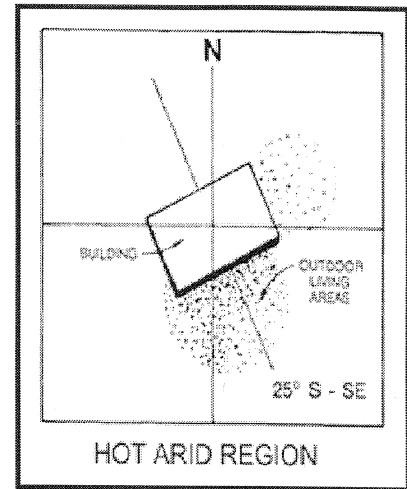 N
BUILDING
OUTDOOR
LIVING
AREAS
25° S - SE
HOT ARID REGION